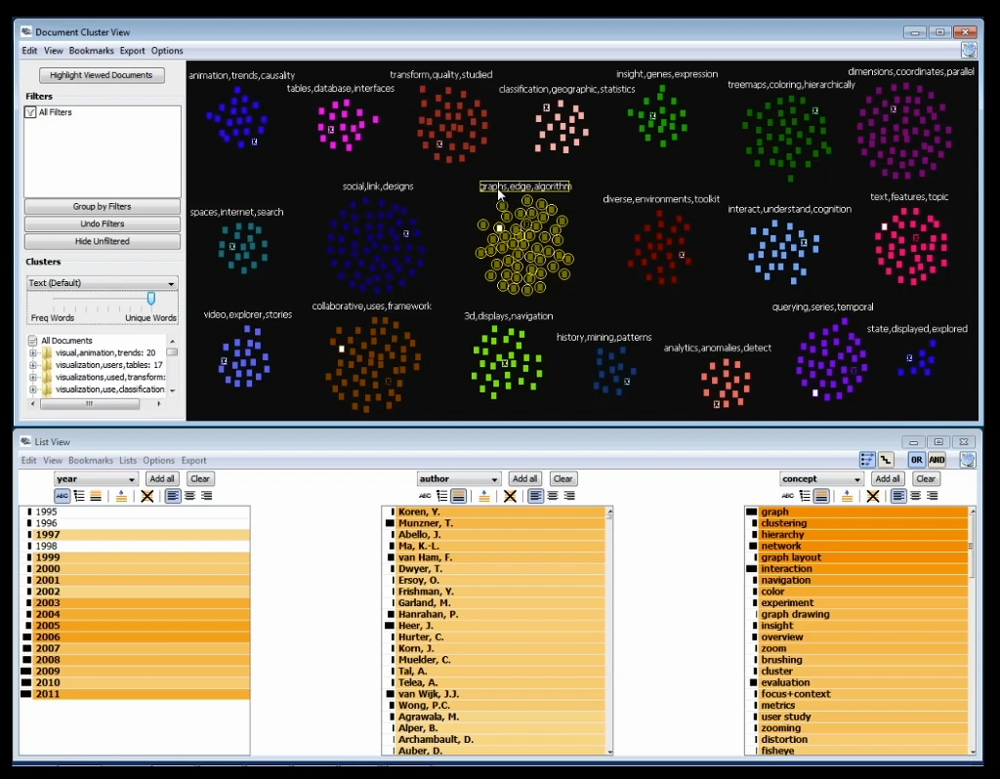 Document Cluster View
Edit View Bookmarks Export Options
Highlight Viewed Documents
Filters
All Filters
Group by Filters
Undo Filters
Hide Unfiltered
Clusters
Text (Default)
Freq Words Unique Words
All Documents
visual,animation,trends: 20
visualization,users,tables: 17
visualizations,used,transform:
visualization,use,classification
animation,trends,causality
tables,database,interfaces
transform,quality,studied
classification,geographic,statistics
insight,genes,expression
treemaps,coloring,hierarchically
dimensions,coordinates,parallel
spaces,internet,search
social,link,designs
graphs,edge,algorithm
diverse,environments,toolkit
interact,understand,cognition
text,features,topic
video,explorer,stories
collaborative,uses,framework
3d,displays,navigation
history,mining,patterns
analytics,anomalies,detect
querying,series,temporal
state,displayed,explored
List View
Edit View Bookmarks Lists Options Export
OR AND
year Add all Clear
ABC
1995
1996
1997
1998
1999
2000
2001
2002
2003
2004
2005
2006
2007
2008
2009
2010
2011
author Add all Clear
ABC
Koren, Y.
Munzner, T.
Abello, J.
Ma, K.-L.
van Ham, F.
Dwyer, T.
Ersoy, O.
Frishman, Y.
Garland, M.
Hanrahan, P.
Heer, J.
Hurter, C.
Korn, J.
Muelder, C.
Tal, A.
Telea, A.
van Wijk, J.J.
Wong, P.C.
Agrawala, M.
Alper, B.
Archambault, D.
Auber, D.
concept Add all Clear
ABC
graph
clustering
hierarchy
network
graph layout
interaction
navigation
color
experiment
graph drawing
insight
overview
zoom
brushing
cluster
evaluation
focus+context
metrics
user study
zooming
distortion
fisheye